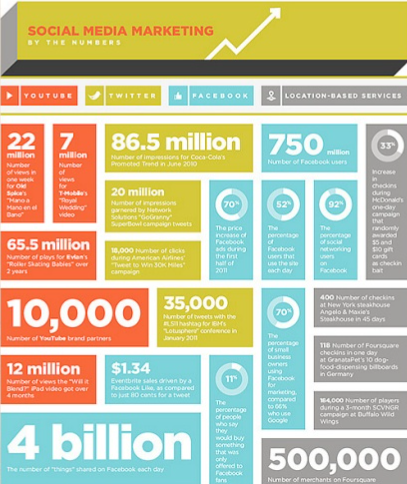 SOCIAL MEDIA MARKETING
BY THE NUMBERS
YOUTUBE
TWITTER
FACEBOOK
LOCATION-BASED SERVICES
22
million
Number
of views in
one week
for Old
Spice's
"Mano a
Mano en el
Baño"
7
million
Number
of
views
for
T-Mobile's
"Royal
Wedding"
video
86.5 million
Number of impressions for Coca-Cola's
Promoted Trend in June 2010
750 million
Number of Facebook users
33%
Increase
in
checkins
during
McDonald's
one-day
campaign
that
randomly
awarded
$5 and
$10 gift
cards
as checkin
bait
20 million
Number of impressions
garnered by Network
Solutions "GoGranny"
SuperBowl campaign tweets
70%
The price
increase of
Facebook
ads during
the first
half of
2011
52%
The
percentage
of
Facebook
users that
use the site
each day
92%
The
percentage
of social
networking
users
on
Facebook
65.5 million
Number of plays for Evian's
"Roller Skating Babies" over
2 years
18,000 Number of clicks
during American Airlines'
"Tweet to Win 30K Miles"
campaign
10,000
Number of YouTube brand partners
35,000
Number of tweets with the
hashtag for IBM's
"Lotusphere" conference in
January 2011
70%
The
percentage
of small
business
owners
using
Facebook
for
marketing,
compared
to 66%
who use
Google
400 Number of checkins
at New York steakhouse
Angelo & Maxie's
Steakhouse in 45 days
118 Number of Foursquare
checkins in one day
at GranataPet's 10 dog-
food-dispensing billboards
in Germany
12 million
Number of views the "Will it
Blend?" iPad video got over
4 months
$1.34
Eventbrite sales driven by a
Facebook Like, as compared
to just 80 cents for a tweet
11%
The
percentage
of people
who say
they
would buy
something
that was
only
offered to
Facebook
fans
184,000 Number of players
during a 3-month SCVNGR
campaign at Buffalo Wild
Wings
4 billion
The number of "things" shared on Facebook each day
500,000
Number of merchants on Foursquare